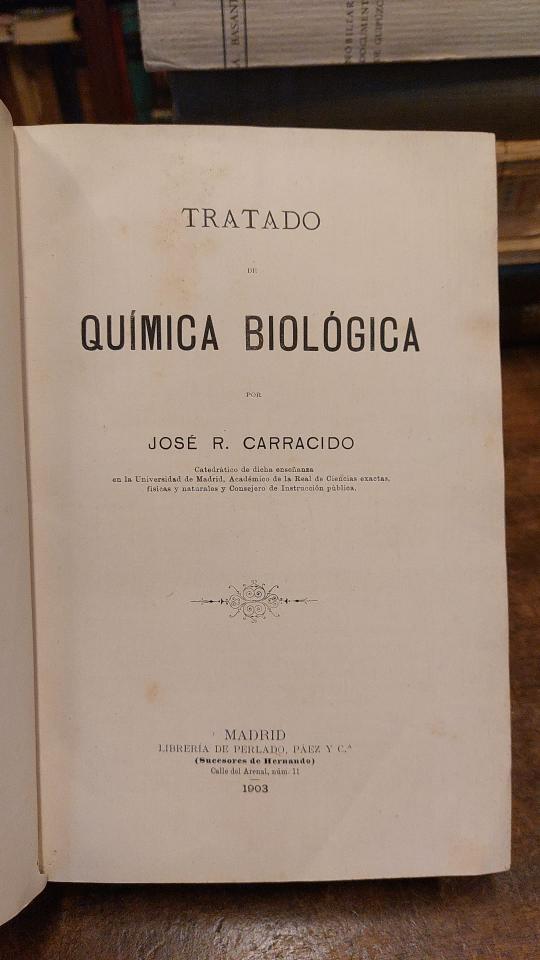 TRATADO
DE
QUÍMICA BIOLÓGICA
POR
JOSÉ R. CARRACIDO
Catedrático de dicha enseñanza
en la Universidad de Madrid, Académico de la Real de Ciencias exactas,
físicas y naturales y Consejero de Instrucción pública.
MADRID
LIBRERÍA DE PERLADO, PÁEZ Y C.ª
(Sucesores de Hernando)
Calle del Arenal, núm. 11
1903